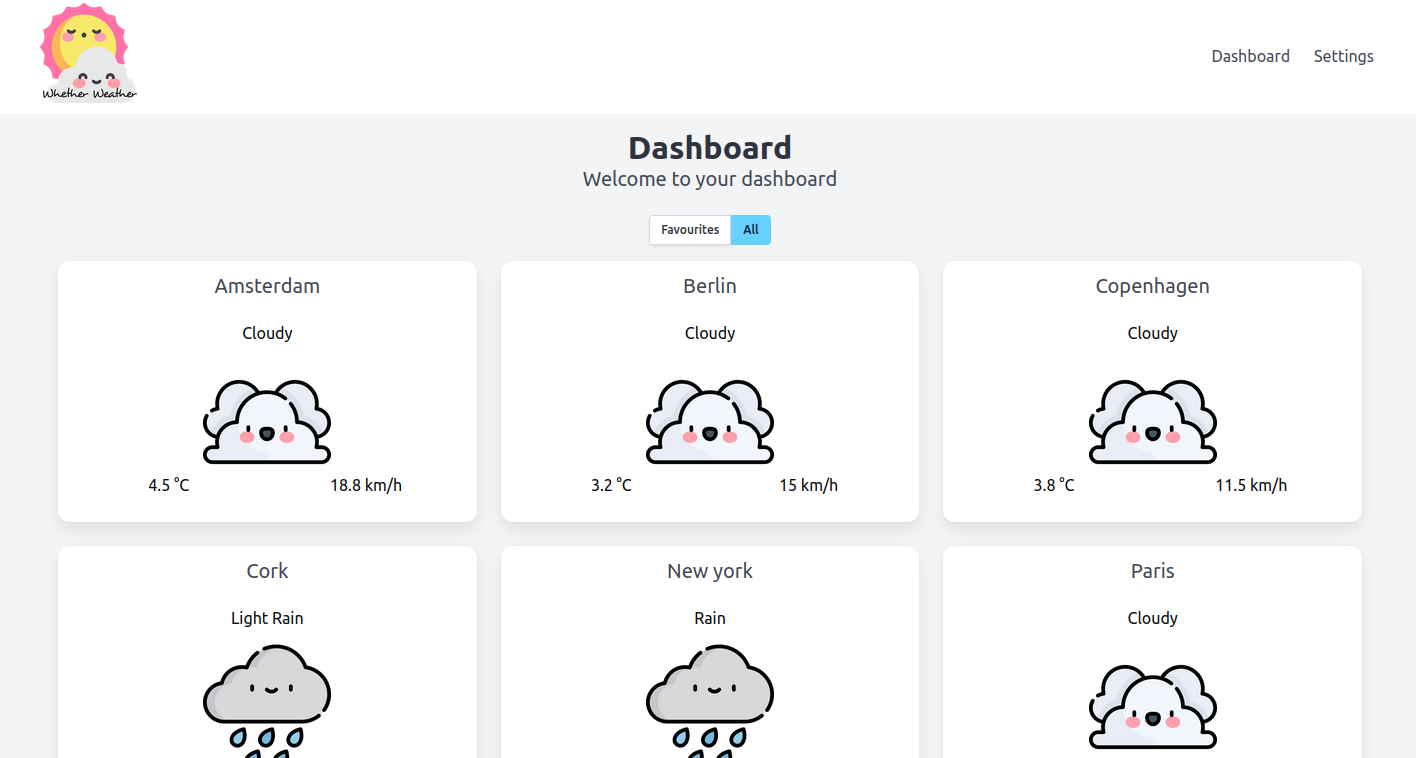 Whether Weather
Dashboard Settings
Dashboard
Welcome to your dashboard
Favourites All
Amsterdam
Cloudy
4.5 °C 18.8 km/h
Berlin
Cloudy
3.2 °C 15 km/h
Copenhagen
Cloudy
3.8 °C 11.5 km/h
Cork
Light Rain
New york
Rain
Paris
Cloudy